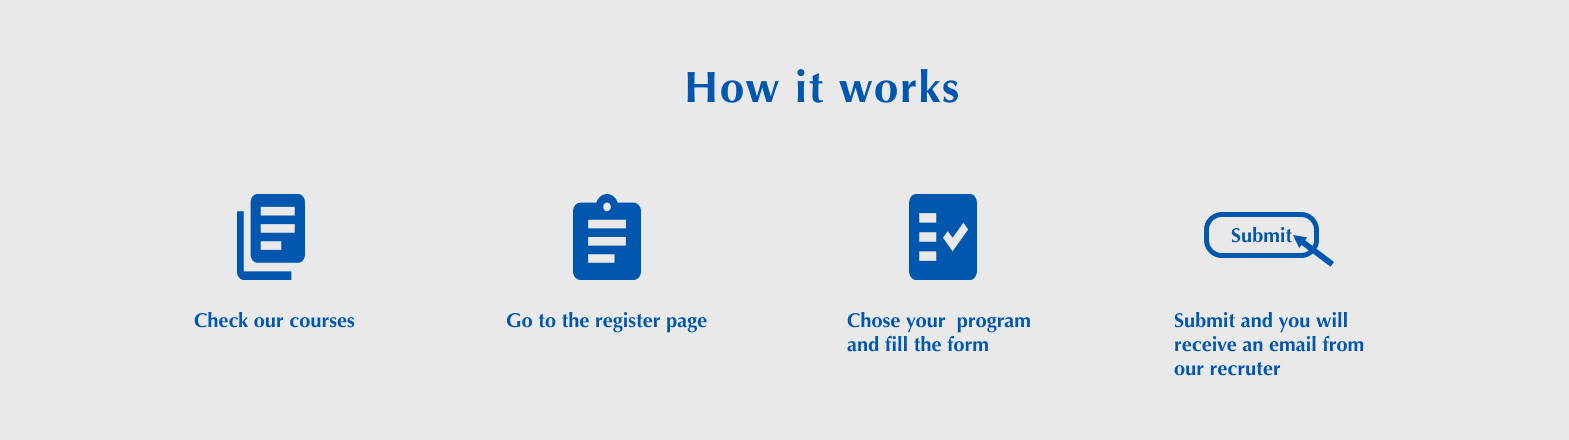 How it works
Submit
Check our courses
Go to the register page
Chose your  program
and fill the form
Submit and you will
receive an email from
our recruter